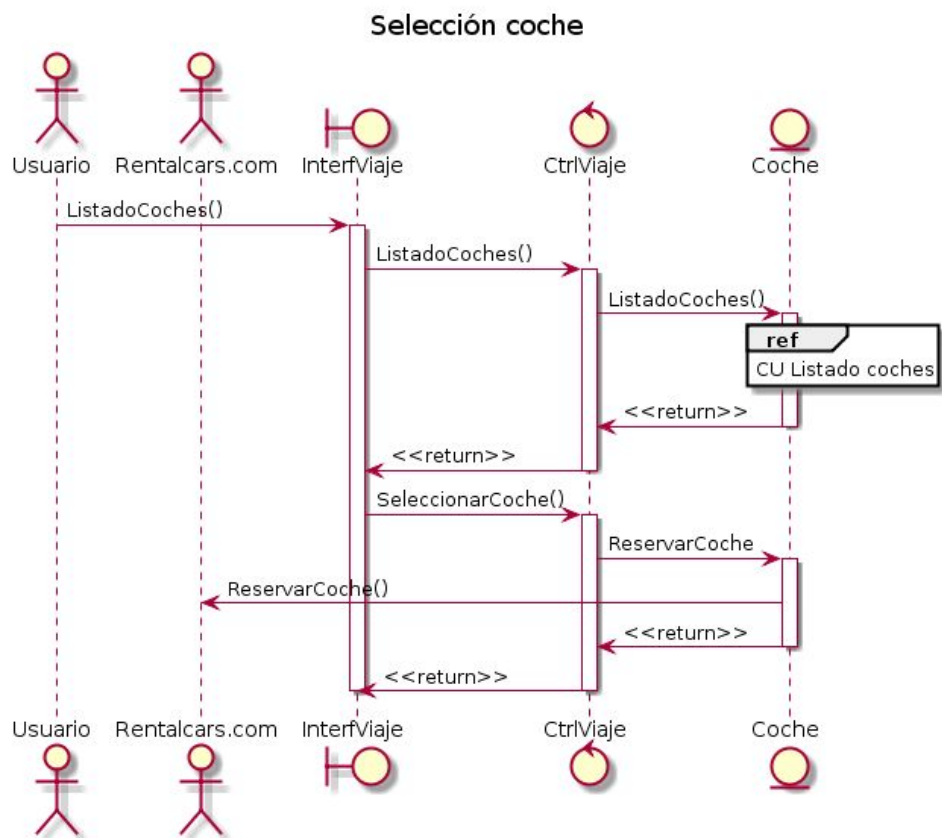 Selección coche
Usuario Rentalcars.com InterfViaje CtrlViaje Coche
ListadoCoches()
ListadoCoches()
ListadoCoches()
ref
CU Listado coches
<<return>>
<<return>>
SeleccionarCoche()
ReservarCoche
ReservarCoche()
<<return>>
<<return>>
Usuario Rentalcars.com InterfViaje CtrlViaje Coche